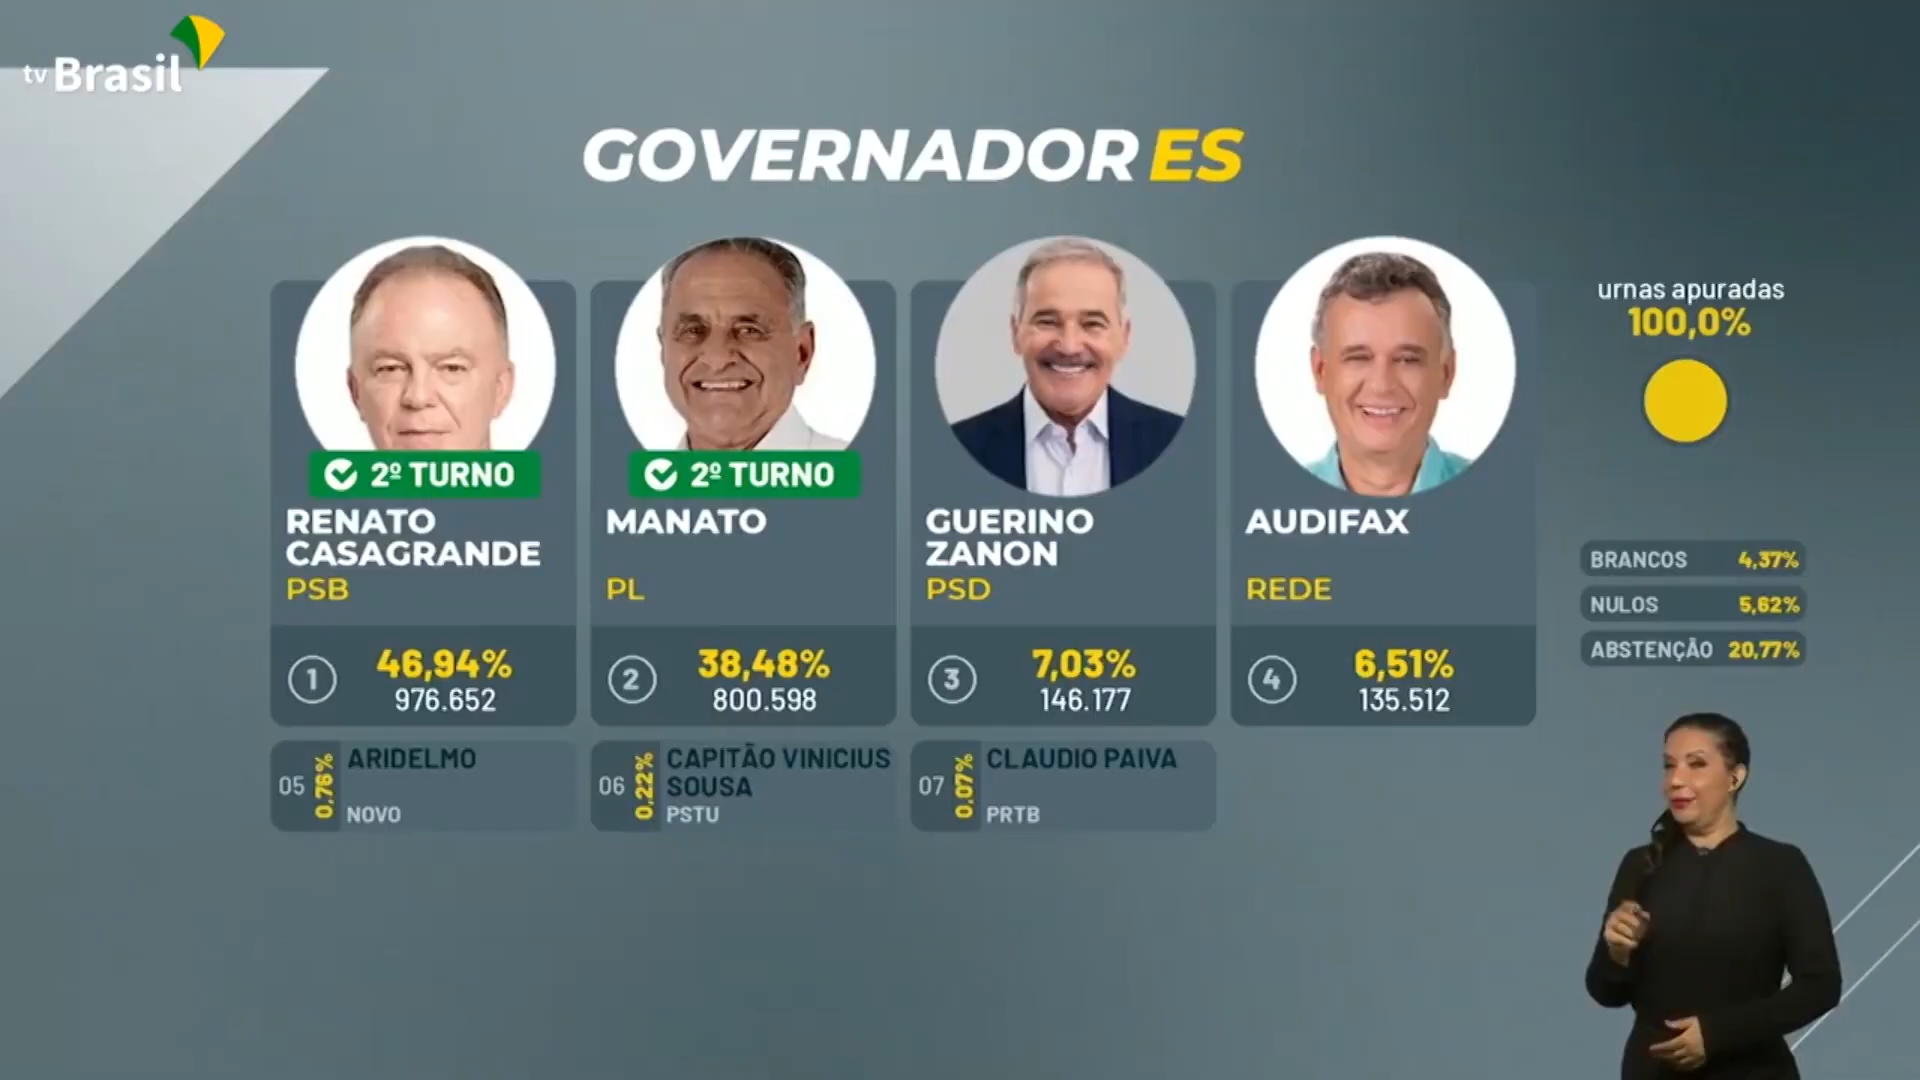 tv Brasil
GOVERNADOR ES
2º TURNO
RENATO
CASAGRANDE
PSB
1
46,94%
976.652
2º TURNO
MANATO
PL
2
38,48%
800.598
GUERINO
ZANON
PSD
3
7,03%
146.177
AUDIFAX
REDE
4
6,51%
135.512
05
0,76%
ARIDELMO
NOVO
06
0,22%
CAPITÃO VINICIUS
SOUSA
PSTU
07
0,07%
CLAUDIO PAIVA
PRTB
urnas apuradas
100,0%
BRANCOS 4,37%
NULOS 5,62%
ABSTENÇÃO 20,77%